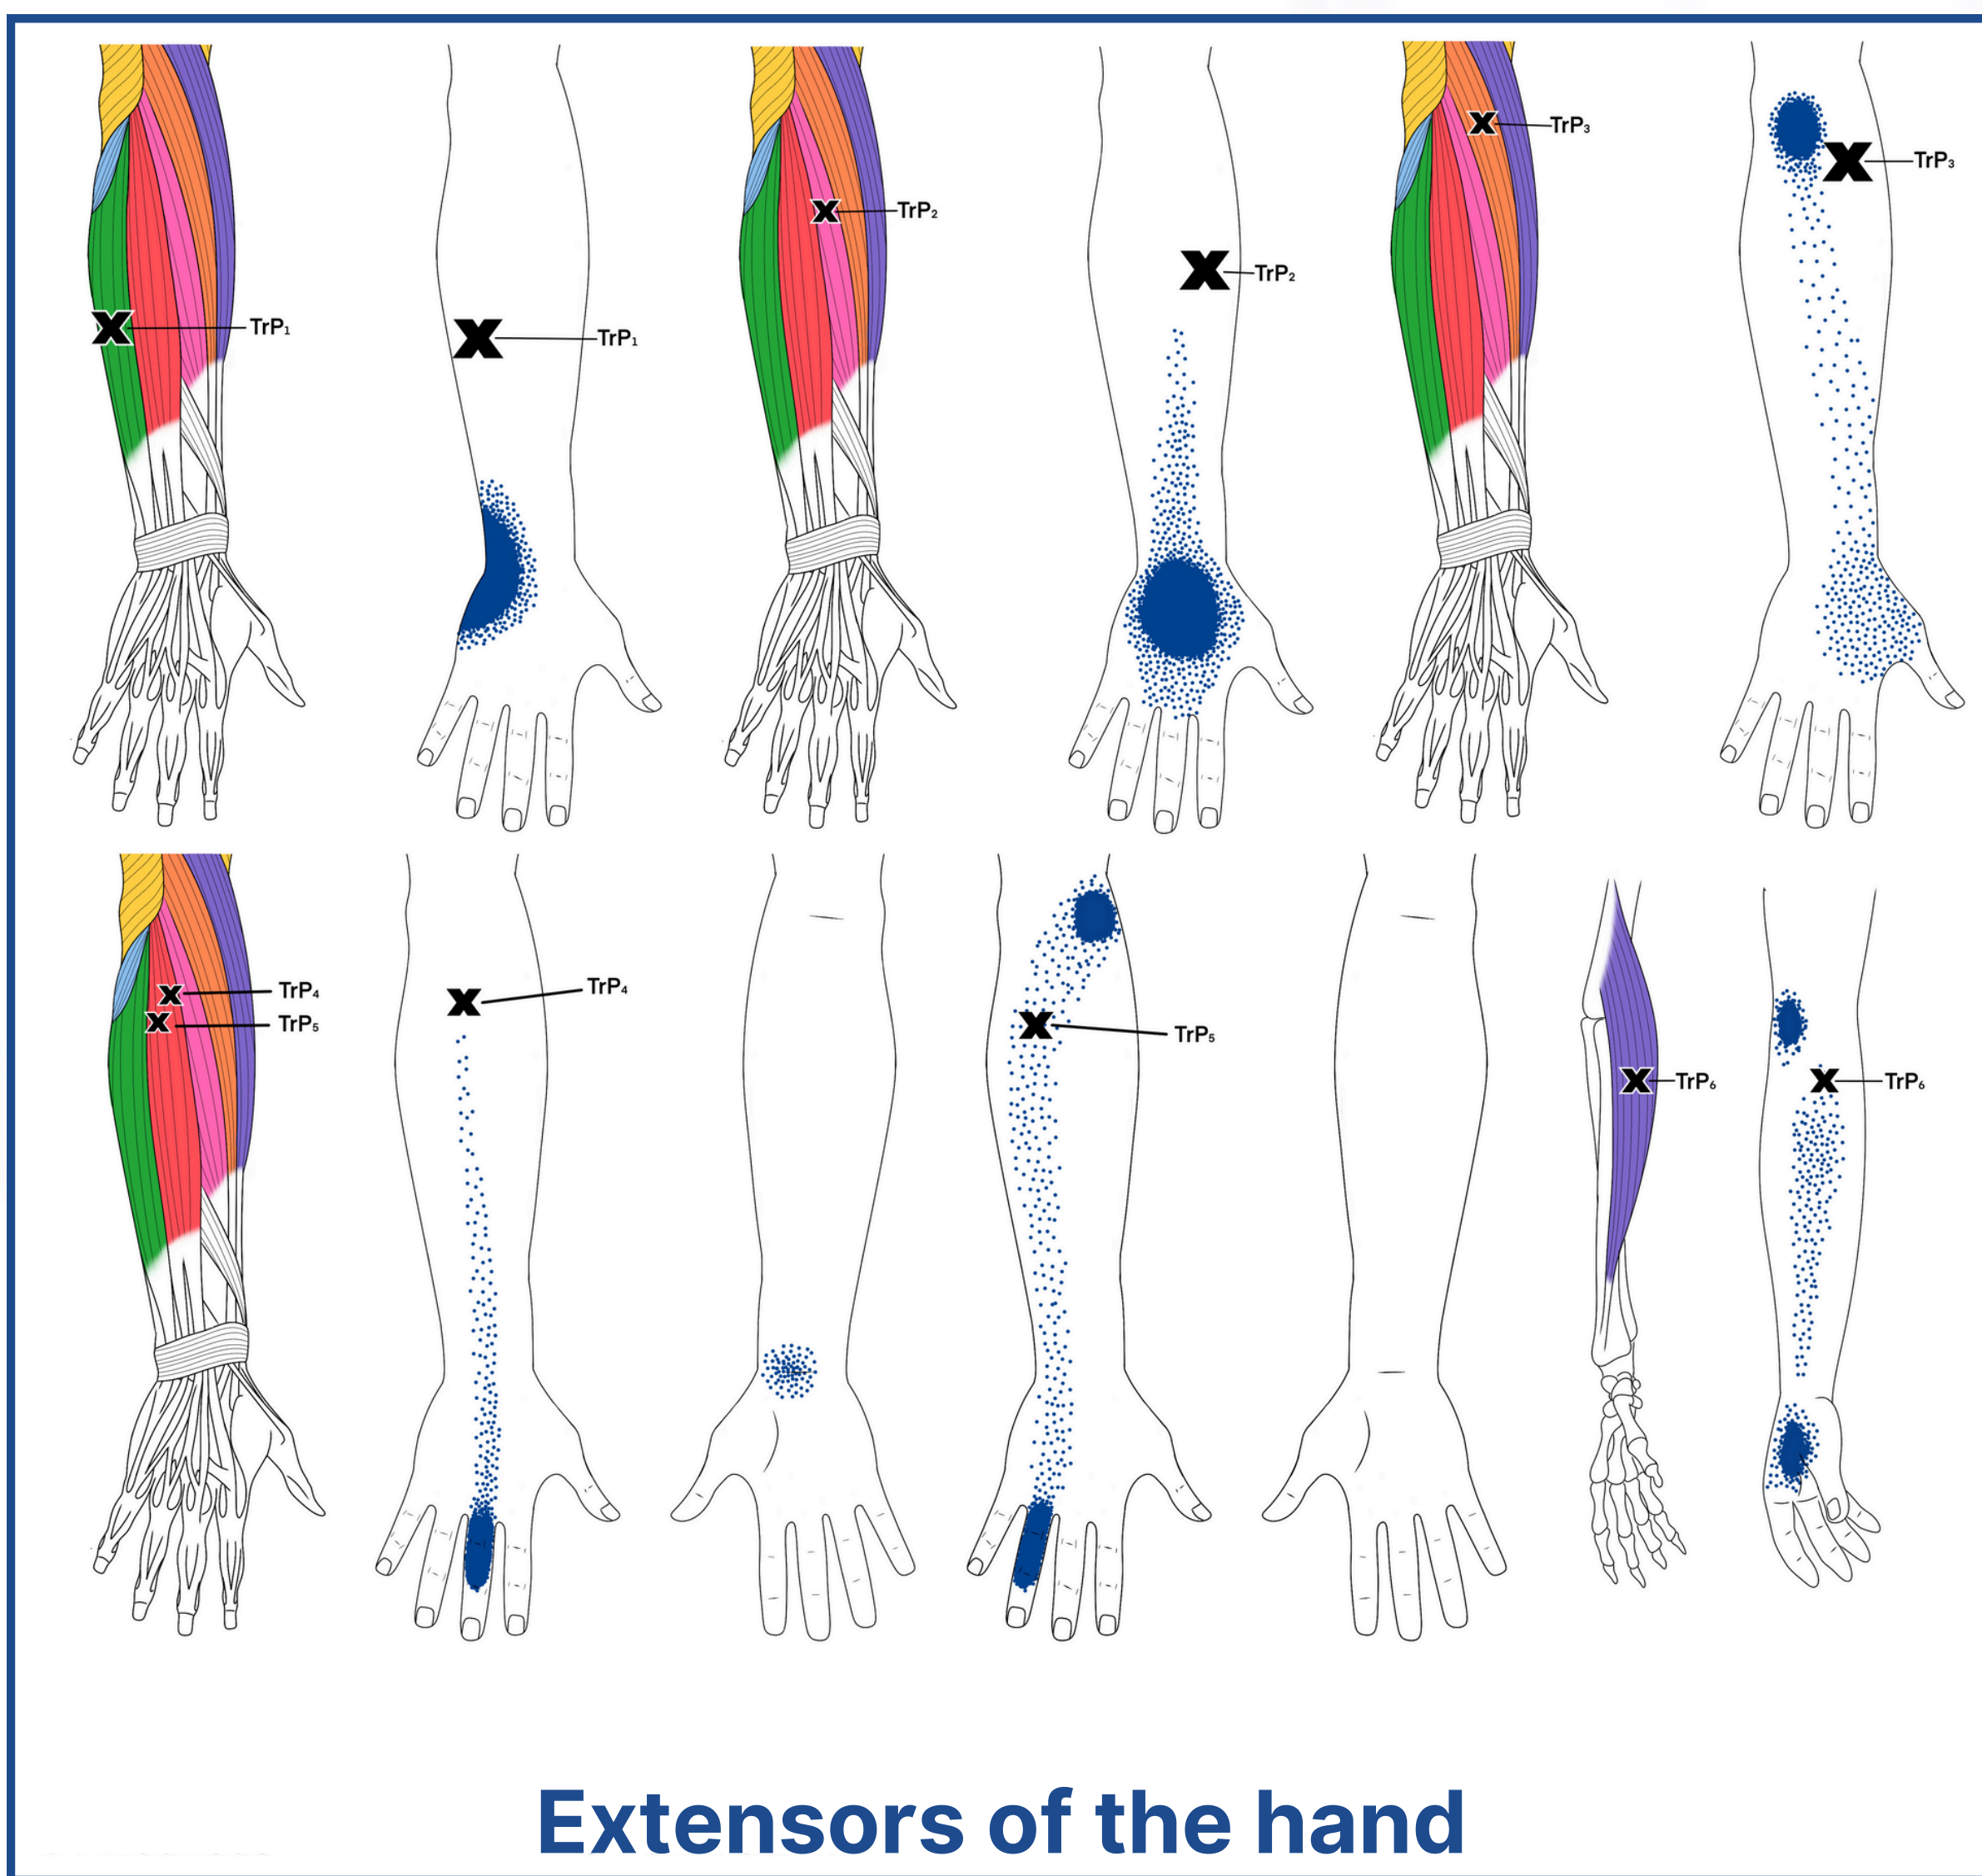 TrP₁
TrP₁
TrP₂
TrP₂
TrP₃
TrP₃
TrP₄
TrP₅
TrP₄
TrP₅
TrP₆
TrP₆
Extensors of the hand